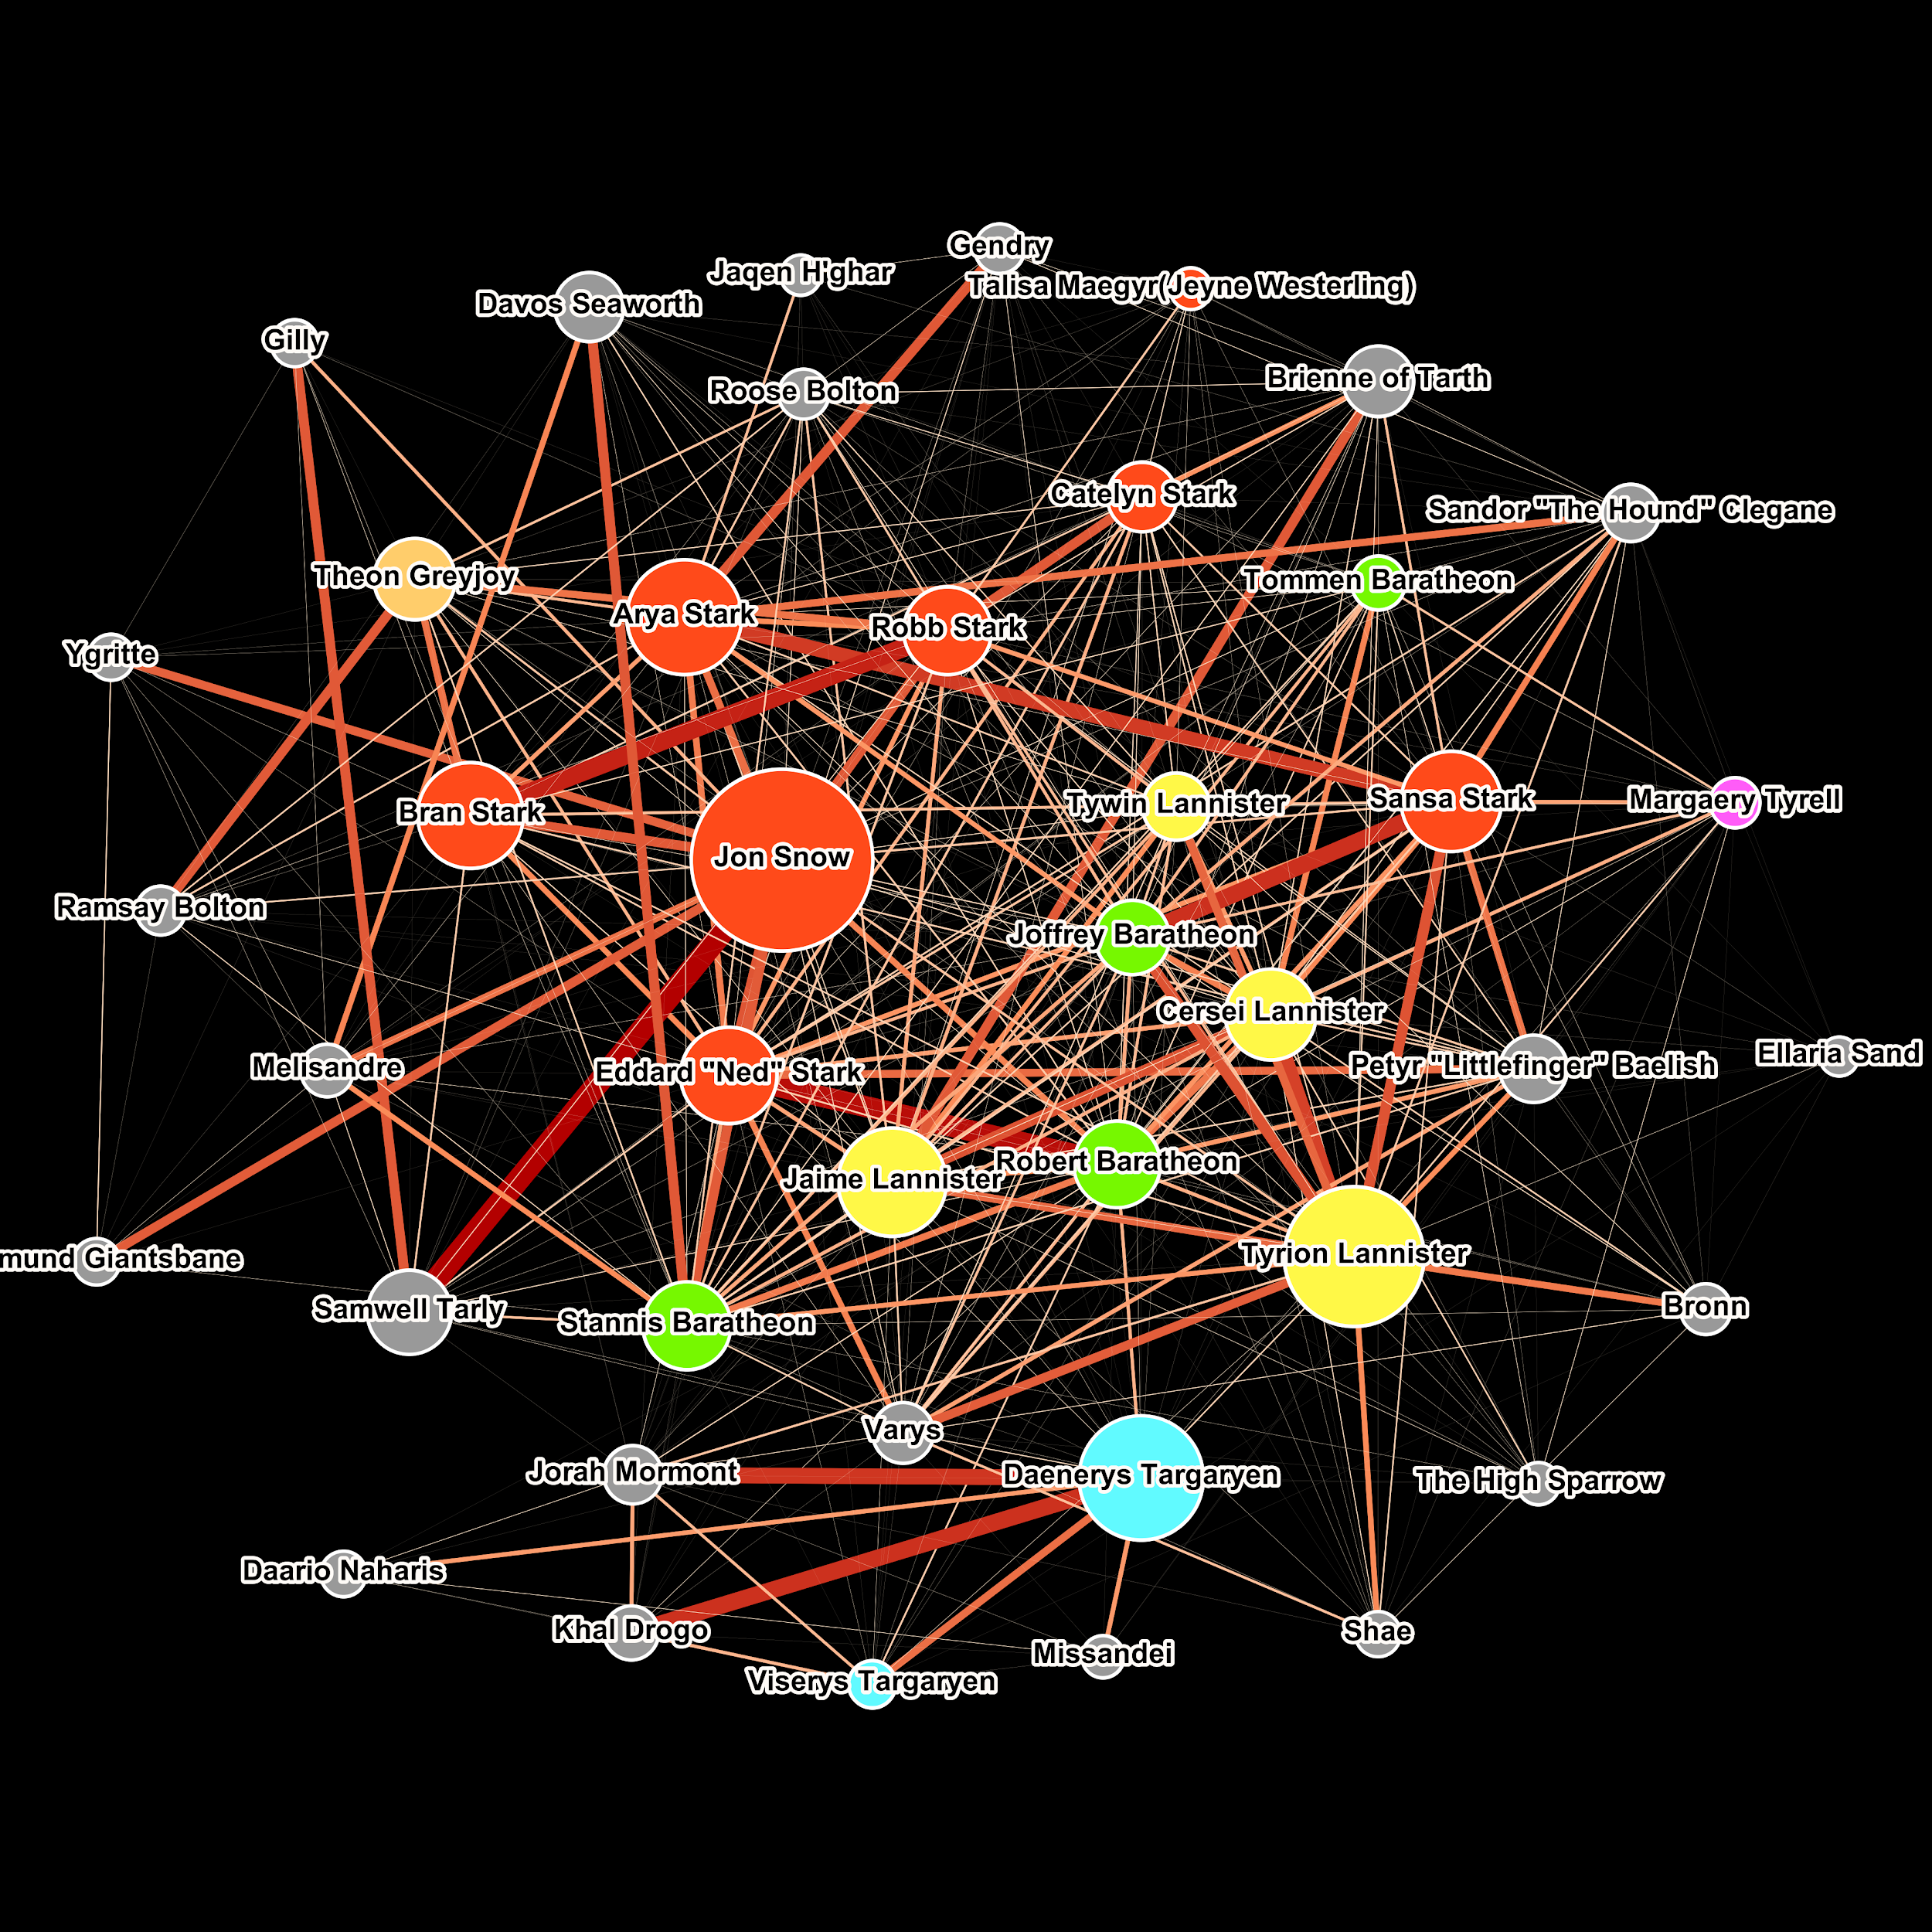 Gendry
Jaqen H'ghar
Talisa Maegyr(Jeyne Westerling)
Davos Seaworth
Gilly
Brienne of Tarth
Roose Bolton
Catelyn Stark
Sandor "The Hound" Clegane
Theon Greyjoy
Tommen Baratheon
Arya Stark
Robb Stark
Ygritte
Margaery Tyrell
Sansa Stark
Tywin Lannister
Bran Stark
Jon Snow
Ramsay Bolton
Joffrey Baratheon
Cersei Lannister
Ellaria Sand
Petyr "Littlefinger" Baelish
Melisandre
Eddard "Ned" Stark
Robert Baratheon
Jaime Lannister
Tyrion Lannister
mund Giantsbane
Bronn
Samwell Tarly
Stannis Baratheon
Varys
Jorah Mormont
Daenerys Targaryen
The High Sparrow
Daario Naharis
Khal Drogo
Shae
Missandei
Viserys Targaryen